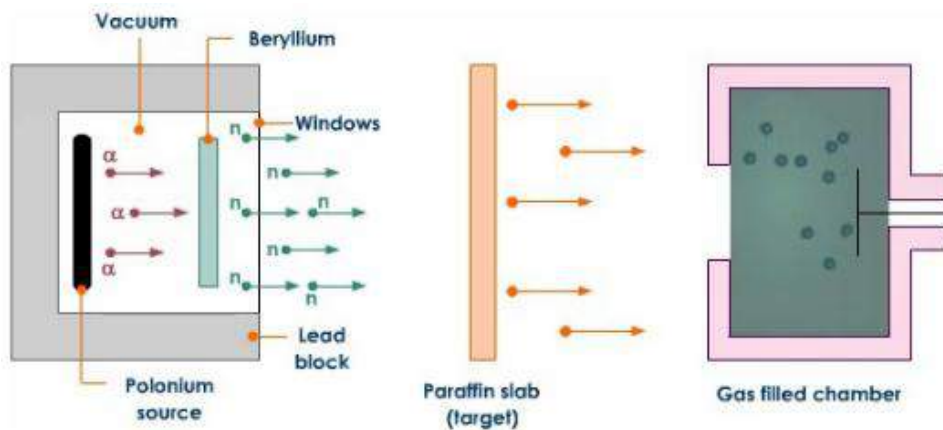 Vacuum
Beryllium
Windows
α
α
α
n
n
n
n
n
n
n
n
Lead
block
Polonium
source
Paraffin slab
(target)
Gas filled chamber